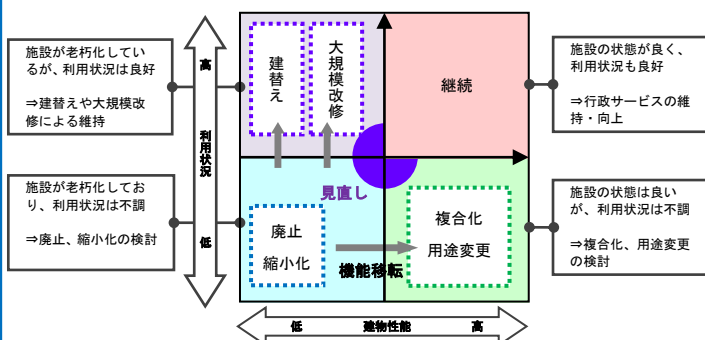 施設が老朽化してい
るが、利用状況は良好
⇒建替えや大規模改
修による維持
施設が老朽化してお
り、利用状況は不調
⇒廃止、縮小化の検討
高
利用状況
低
建替え
大規模改修
継続
見直し
廃止
縮小化
機能移転
複合化
用途変更
施設の状態が良く、
利用状況も良好
⇒行政サービスの維
持・向上
施設の状態は良い
が、利用状況は不調
⇒複合化、用途変更
の検討
低 建物性能 高